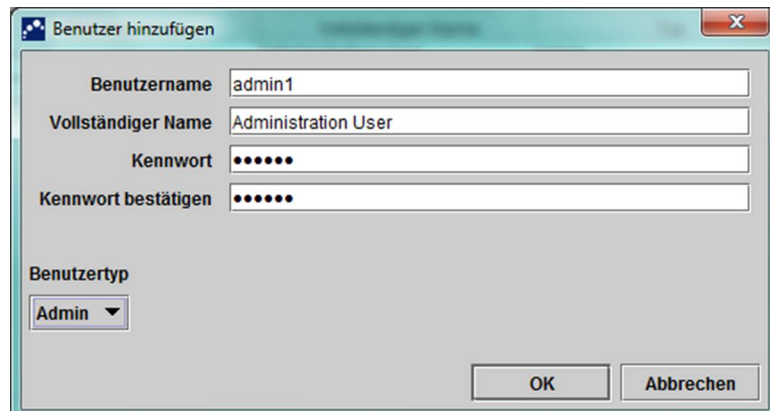 Benutzer hinzufügen
Benutzername admin1
Vollständiger Name Administration User
Kennwort ••••••
Kennwort bestätigen ••••••
Benutzertyp
Admin
OK Abbrechen